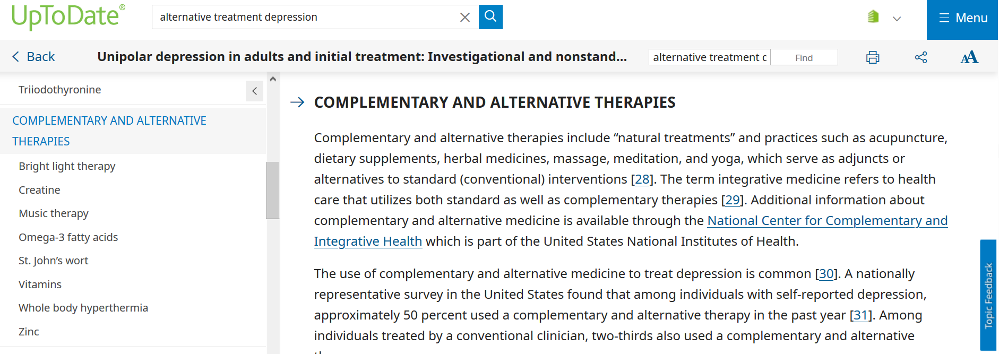 UpToDate®
alternative treatment depression
Menu
Back
Unipolar depression in adults and initial treatment: Investigational and nonstand...
alternative treatment
Find
AA
Triiodothyronine
COMPLEMENTARY AND ALTERNATIVE
THERAPIES
Bright light therapy
Creatine
Music therapy
Omega-3 fatty acids
St. John’s wort
Vitamins
Whole body hyperthermia
Zinc
COMPLEMENTARY AND ALTERNATIVE THERAPIES
Complementary and alternative therapies include “natural treatments” and practices such as acupuncture,
dietary supplements, herbal medicines, massage, meditation, and yoga, which serve as adjuncts or
alternatives to standard (conventional) interventions [28]. The term integrative medicine refers to health
care that utilizes both standard as well as complementary therapies [29]. Additional information about
complementary and alternative medicine is available through the National Center for Complementary and
Integrative Health which is part of the United States National Institutes of Health.
The use of complementary and alternative medicine to treat depression is common [30]. A nationally
representative survey in the United States found that among individuals with self-reported depression,
approximately 50 percent used a complementary and alternative therapy in the past year [31]. Among
individuals treated by a conventional clinician, two-thirds also used a complementary and alternative
Topic Feedback